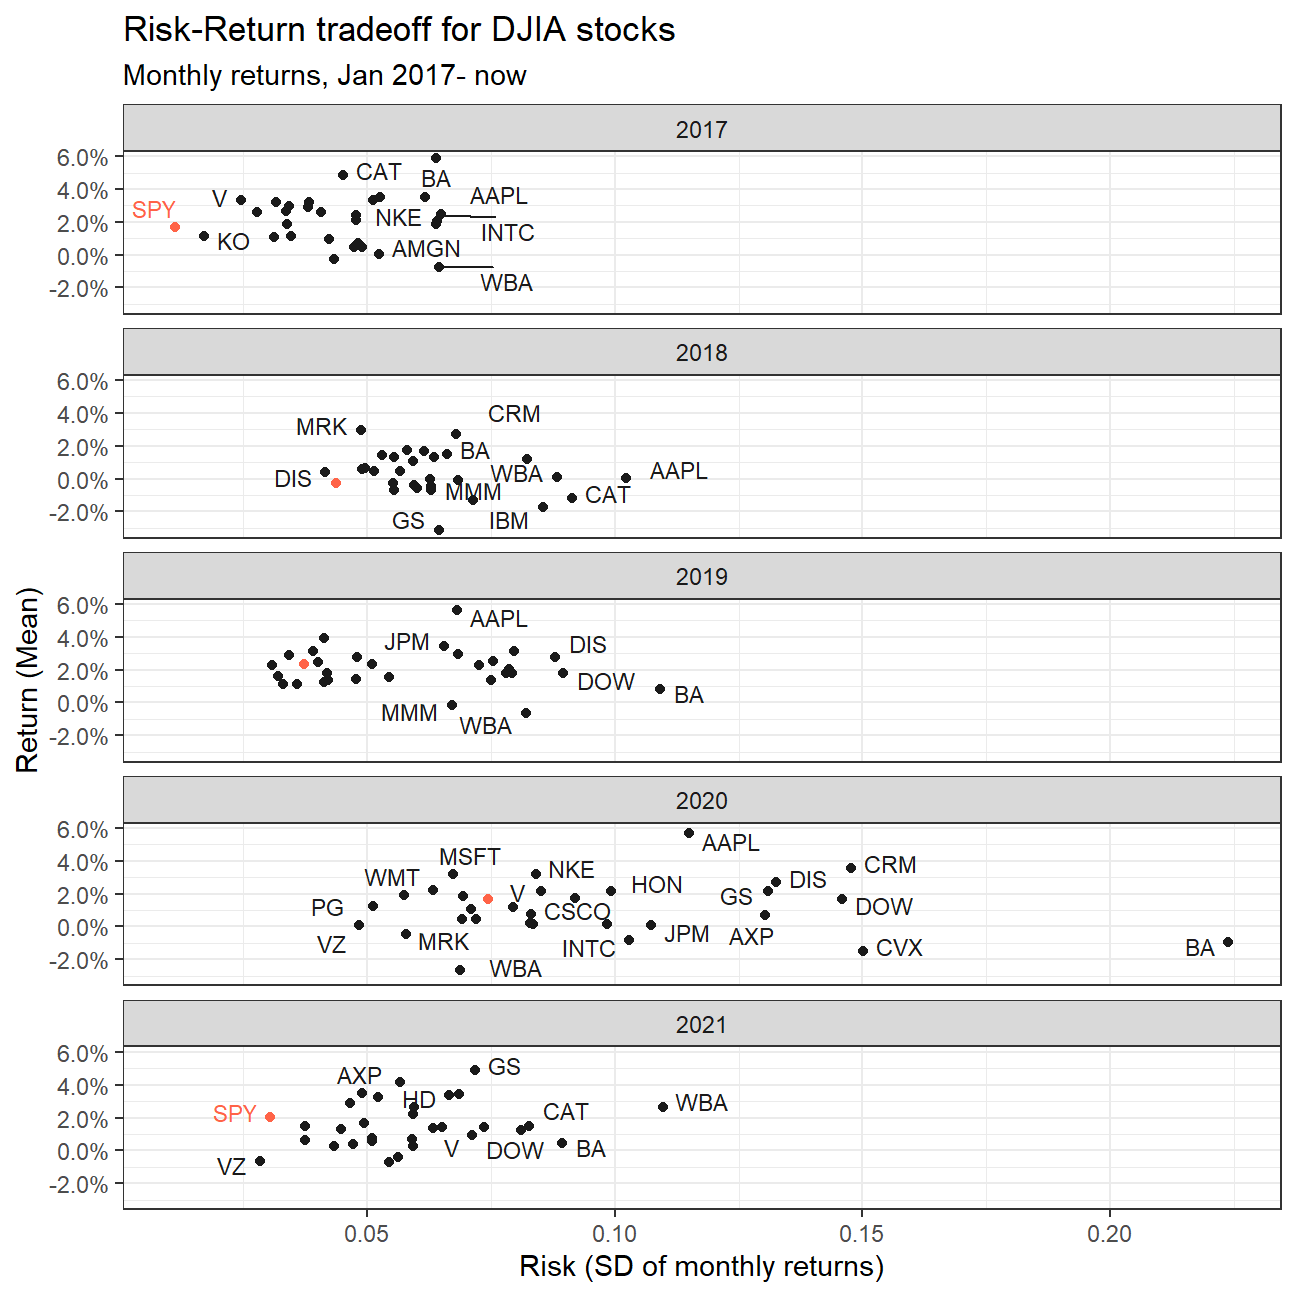 Risk-Return tradeoff for DJIA stocks
Monthly returns, Jan 2017- now
Return (Mean)
2017
6.0%
4.0%
2.0%
0.0%
-2.0%
CAT
BA
V
AAPL
SPY
NKE
INTC
KO
AMGN
WBA
2018
6.0%
4.0%
2.0%
0.0%
-2.0%
CRM
MRK
BA
DIS
WBA
AAPL
MMM
CAT
GS
IBM
2019
6.0%
4.0%
2.0%
0.0%
-2.0%
AAPL
JPM
DIS
DOW
BA
MMM
WBA
2020
6.0%
4.0%
2.0%
0.0%
-2.0%
AAPL
MSFT
NKE
CRM
WMT
V
HON
DIS
GS
PG
CSCO
DOW
VZ
MRK
INTC
JPM
AXP
CVX
BA
WBA
2021
6.0%
4.0%
2.0%
0.0%
-2.0%
GS
AXP
HD
WBA
SPY
CAT
V
DOW
BA
VZ
0.05
0.10
0.15
0.20
Risk (SD of monthly returns)